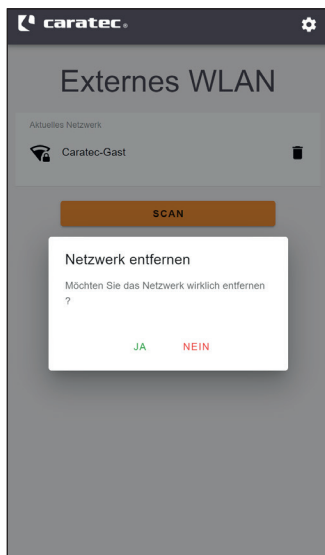 caratec.
Externes WLAN
Aktuelles Netzwerk
Caratec-Gast
SCAN
Netzwerk entfernen
Möchten Sie das Netzwerk wirklich entfernen
?
JA NEIN